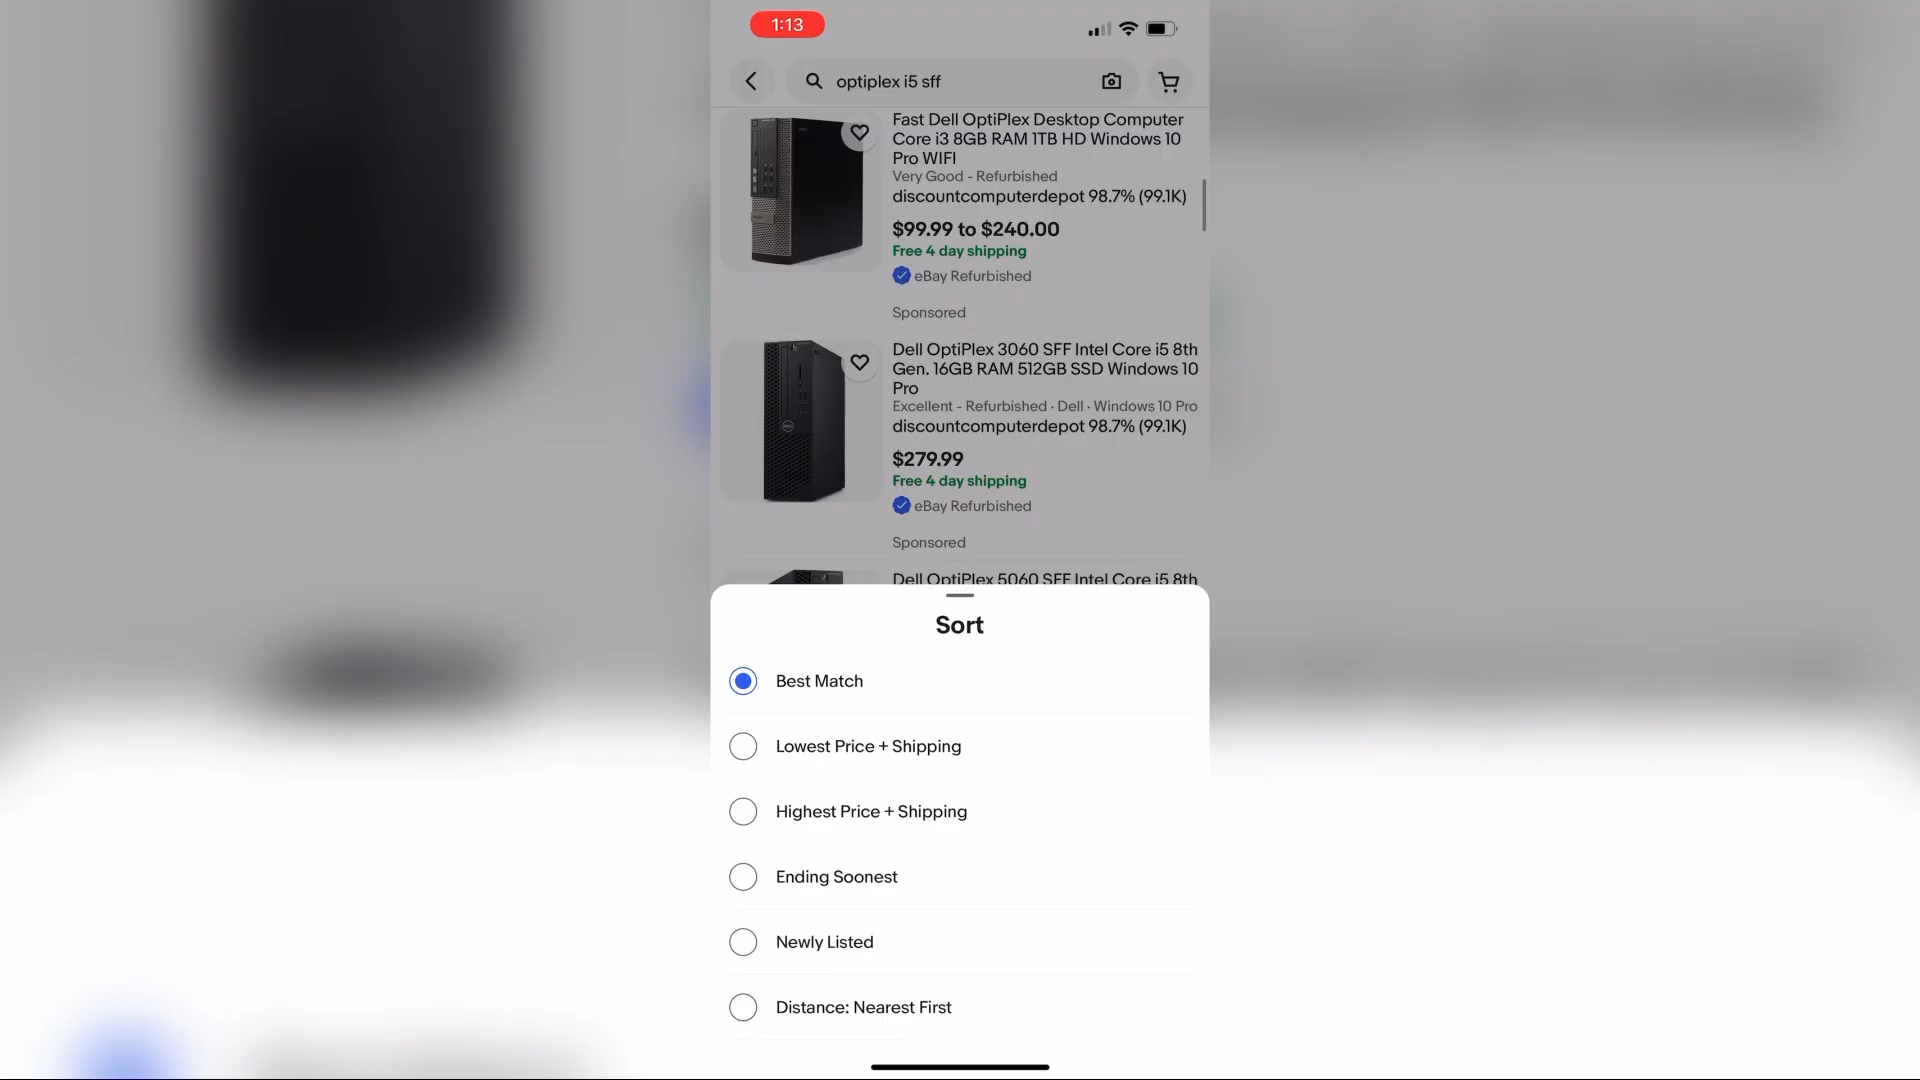 1:13
optiplex i5 sff
Fast Dell OptiPlex Desktop Computer
Core i3 8GB RAM 1TB HD Windows 10
Pro WIFI
Very Good - Refurbished
discountcomputerdepot 98.7% (99.1K)
$99.99 to $240.00
Free 4 day shipping
eBay Refurbished
Sponsored
Dell OptiPlex 3060 SFF Intel Core i5 8th
Gen. 16GB RAM 512GB SSD Windows 10
Pro
Excellent - Refurbished · Dell · Windows 10 Pro
discountcomputerdepot 98.7% (99.1K)
$279.99
Free 4 day shipping
eBay Refurbished
Sponsored
Dell OptiPlex 5060 SFF Intel Core i5 8th
Sort
Best Match
Lowest Price + Shipping
Highest Price + Shipping
Ending Soonest
Newly Listed
Distance: Nearest First